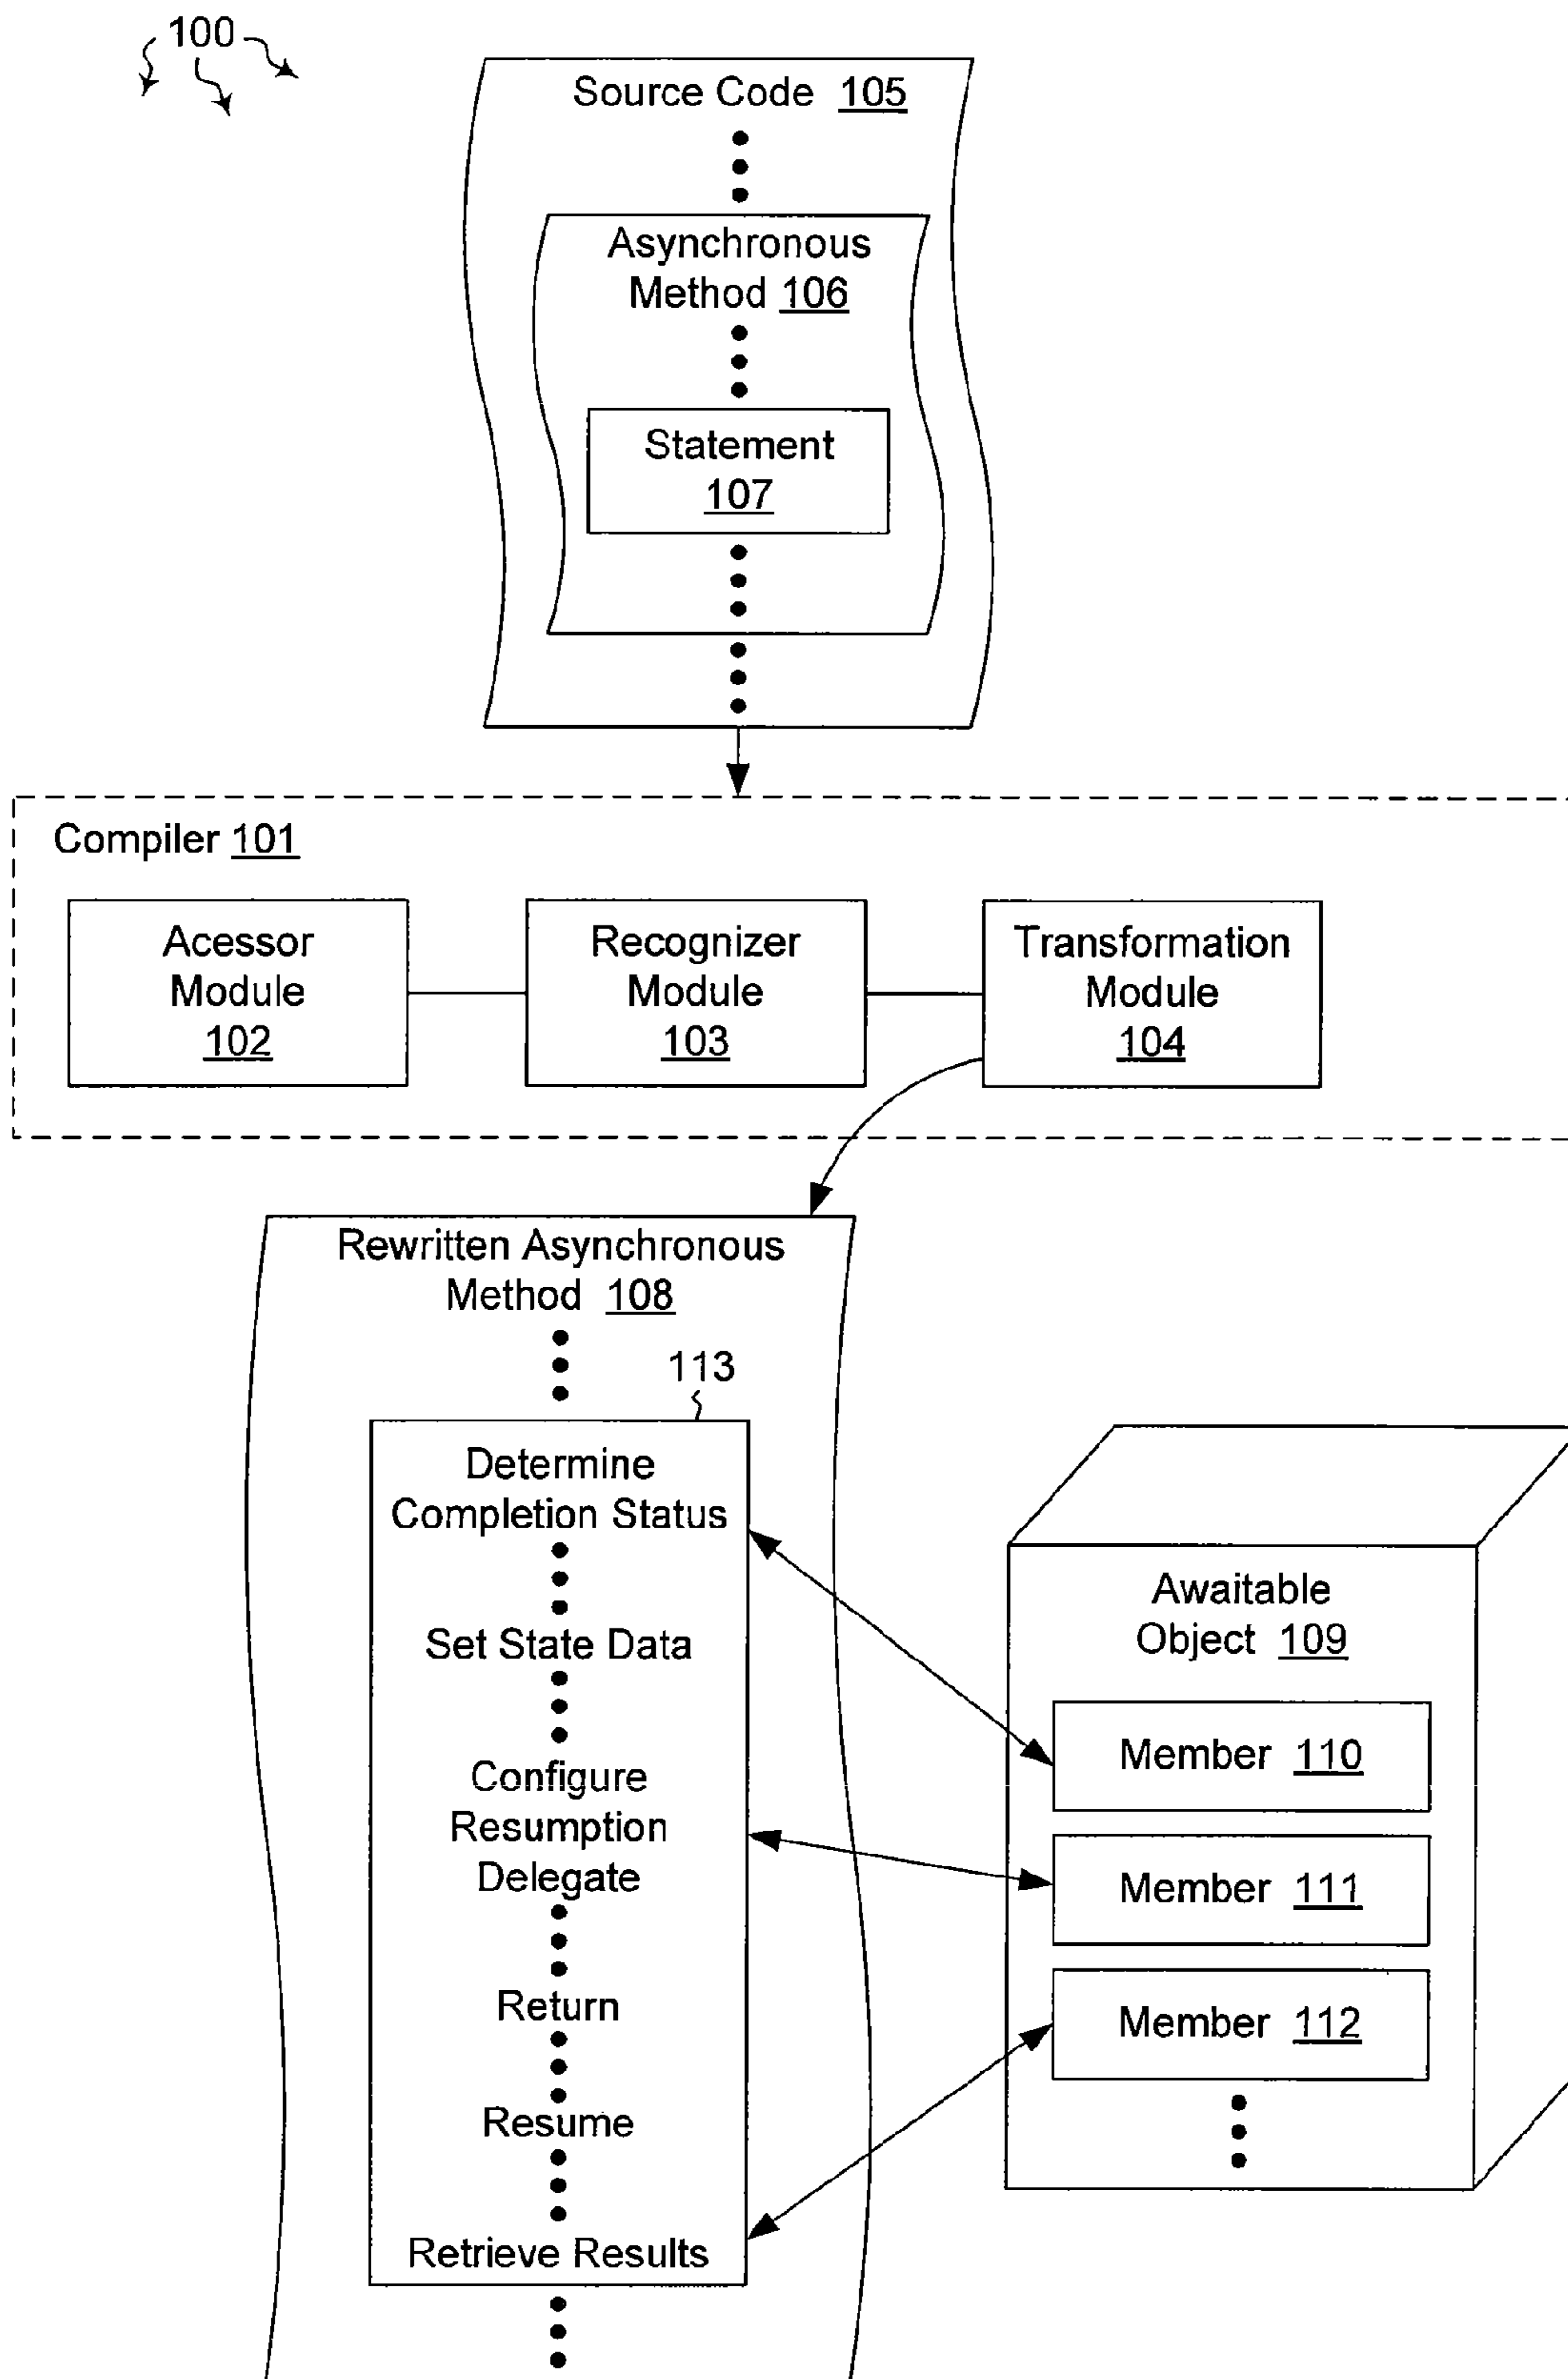 100
Source Code 105
Asynchronous
Method 106
Statement
107
Compiler 101
Acessor
Module
102
Recognizer
Module
103
Transformation
Module
104
Rewritten Asynchronous
Method 108
113
Determine
Completion Status
Set State Data
Configure
Resumption
Delegate
Return
Resume
Retrieve Results
Awaitable
Object 109
Member 110
Member 111
Member 112